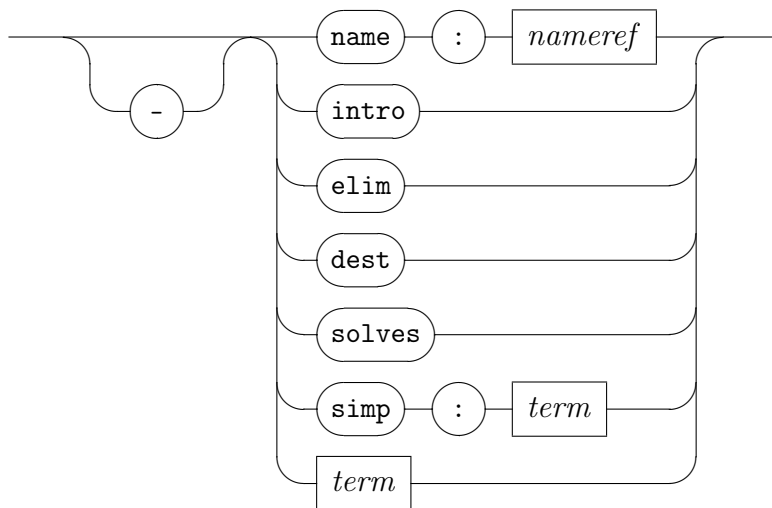 name : nameref
- intro
elim
dest
solves
simp : term
term